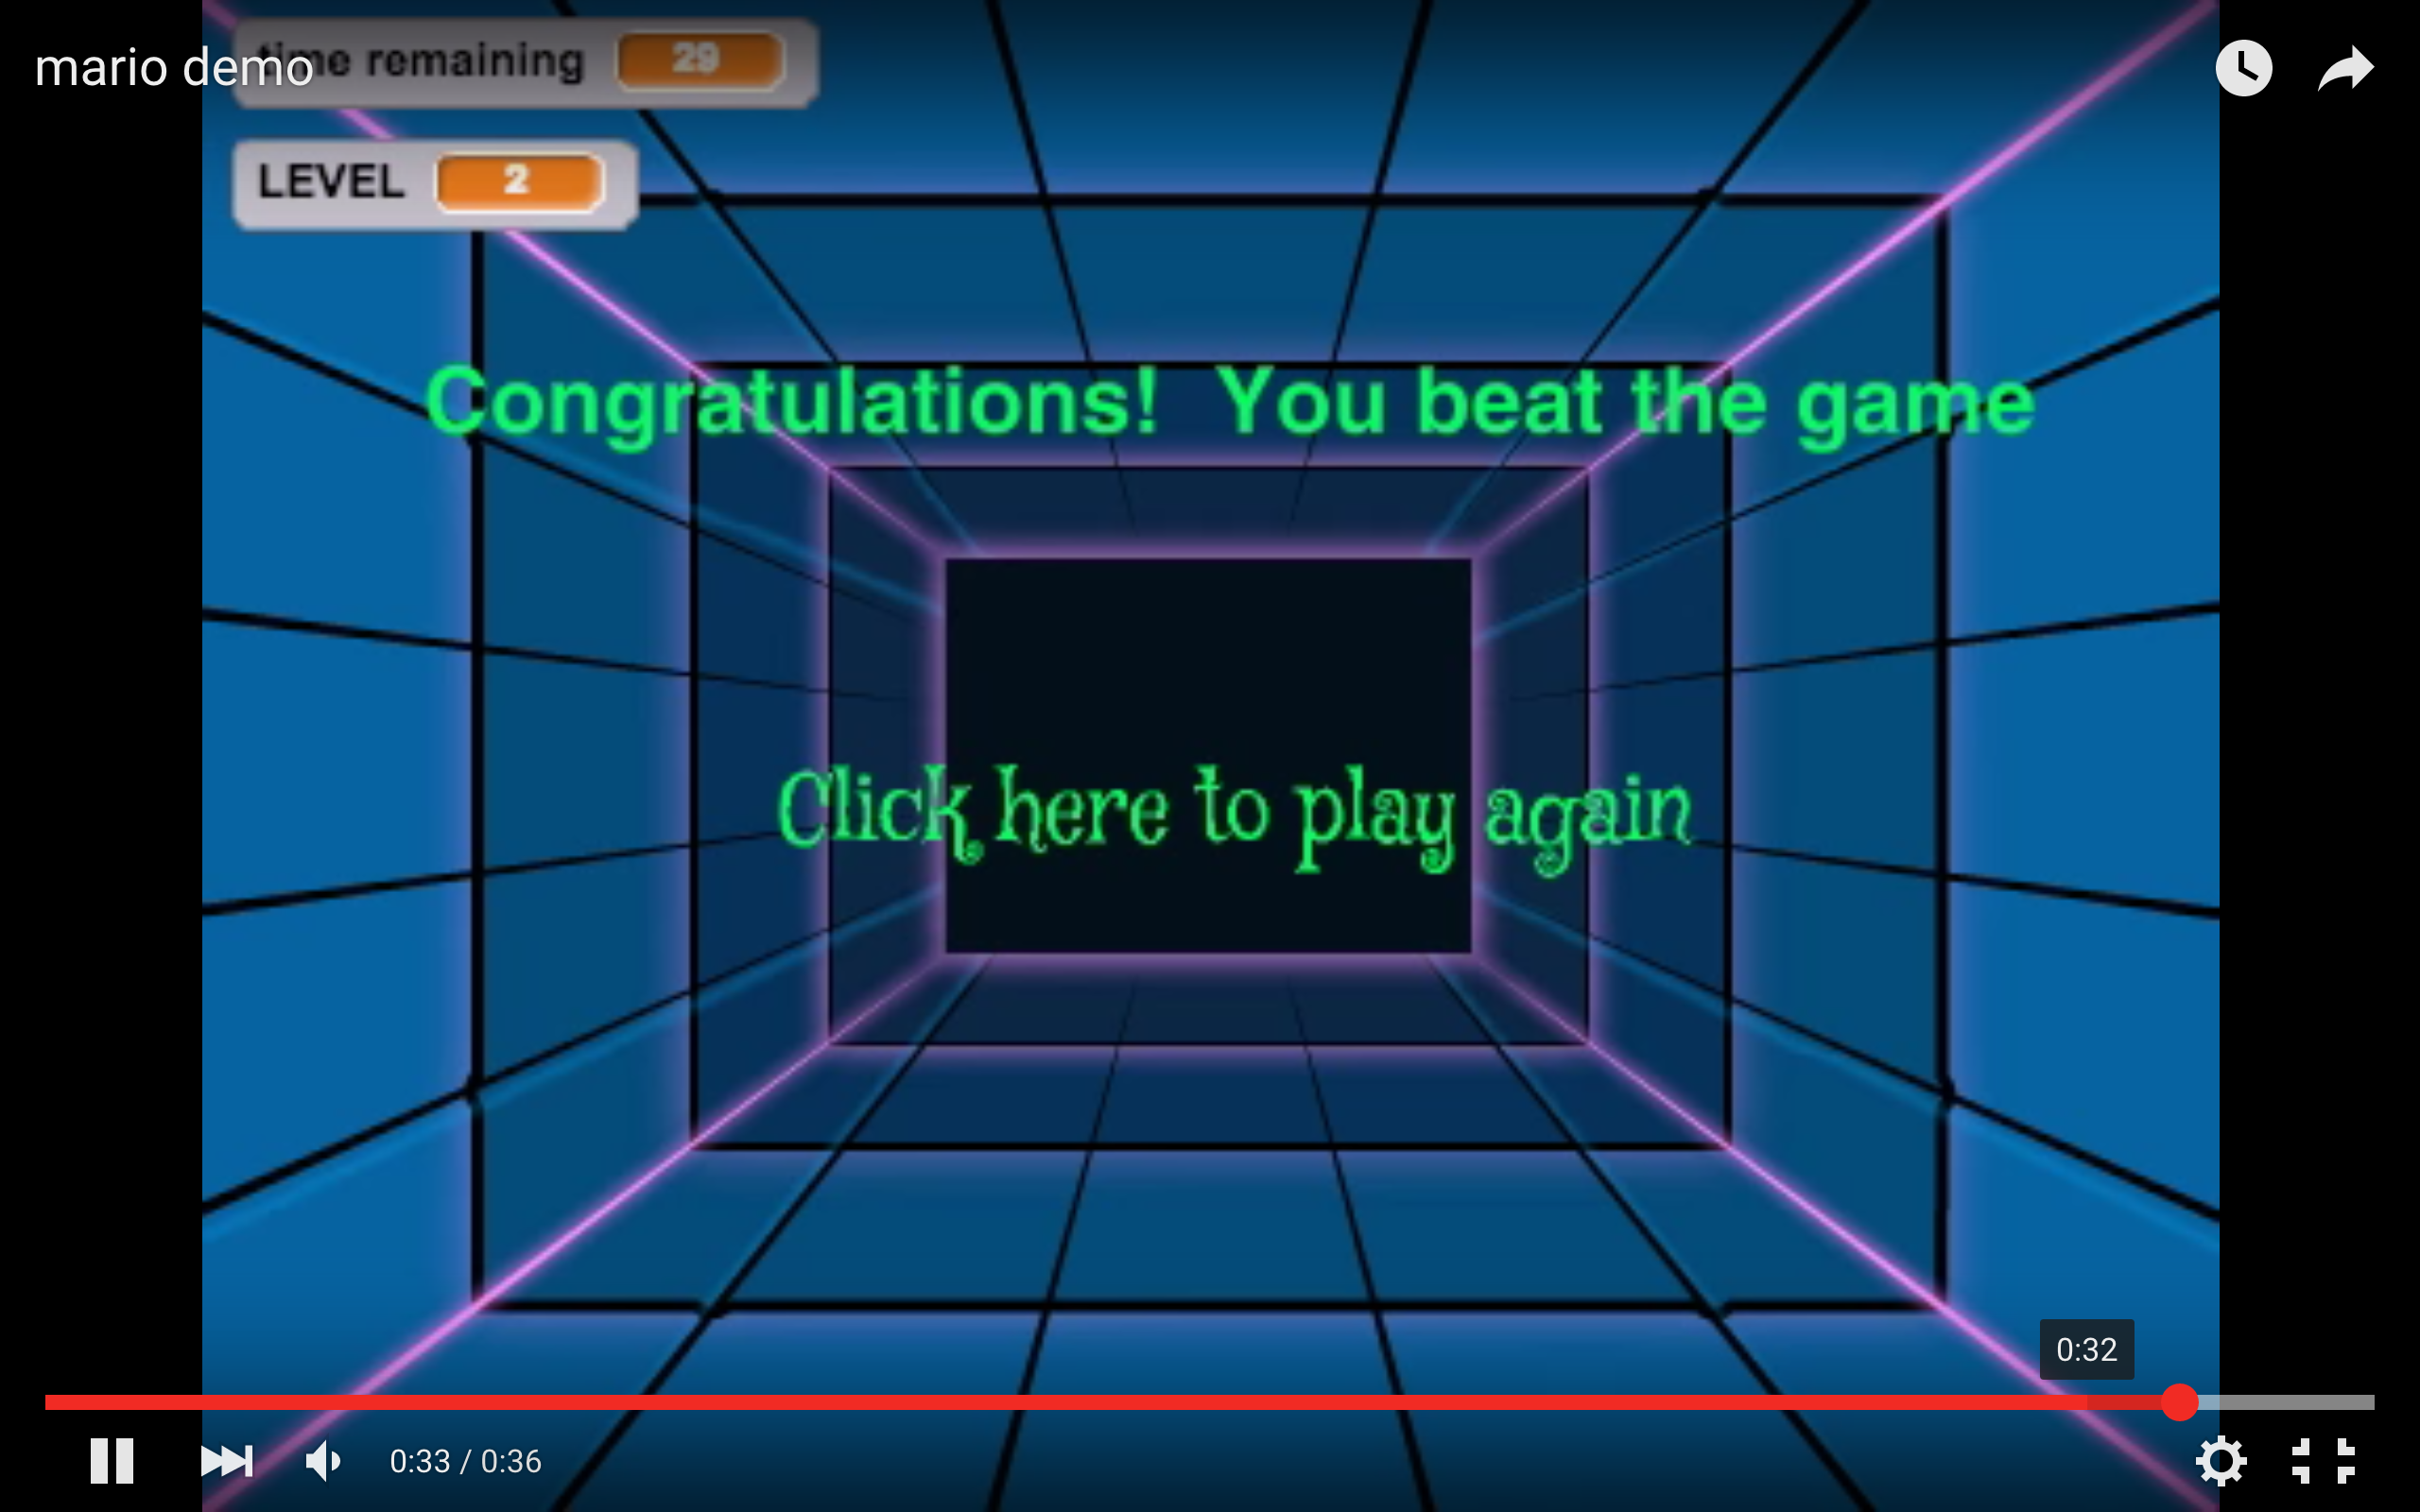 mario demo
time remaining 29
LEVEL 2
Congratulations!  You beat the game
Click here to play again
0:32
0:33 / 0:36